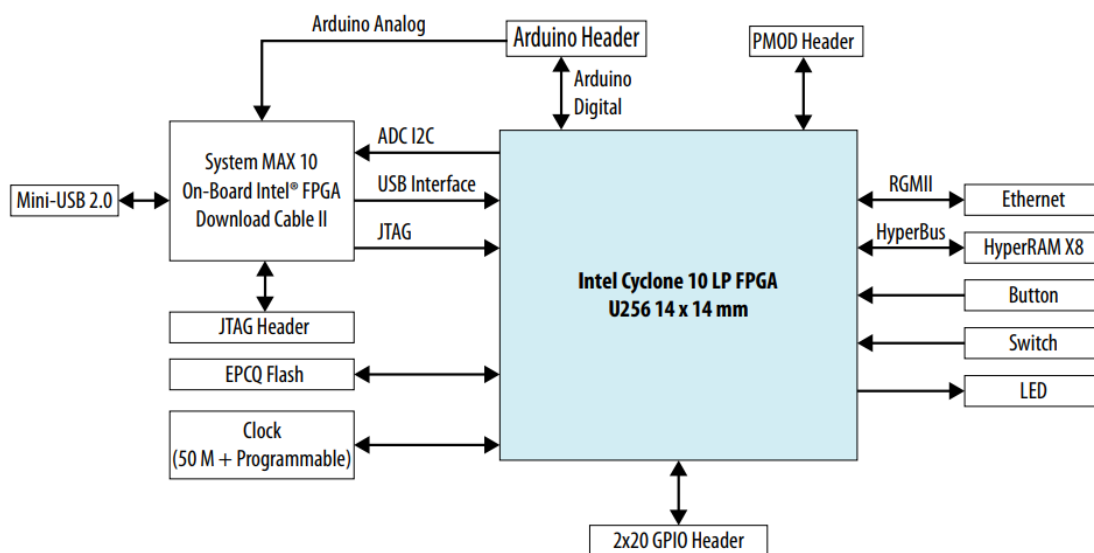 Arduino Analog
Arduino Header
PMOD Header
Arduino
Digital
System MAX 10
On-Board Intel® FPGA
Download Cable II
ADC I2C
USB Interface
JTAG
Mini-USB 2.0
RGMII
Ethernet
HyperBus
HyperRAM X8
Intel Cyclone 10 LP FPGA
U256 14 x 14 mm
Button
JTAG Header
Switch
EPCQ Flash
LED
Clock
(50 M + Programmable)
2x20 GPIO Header